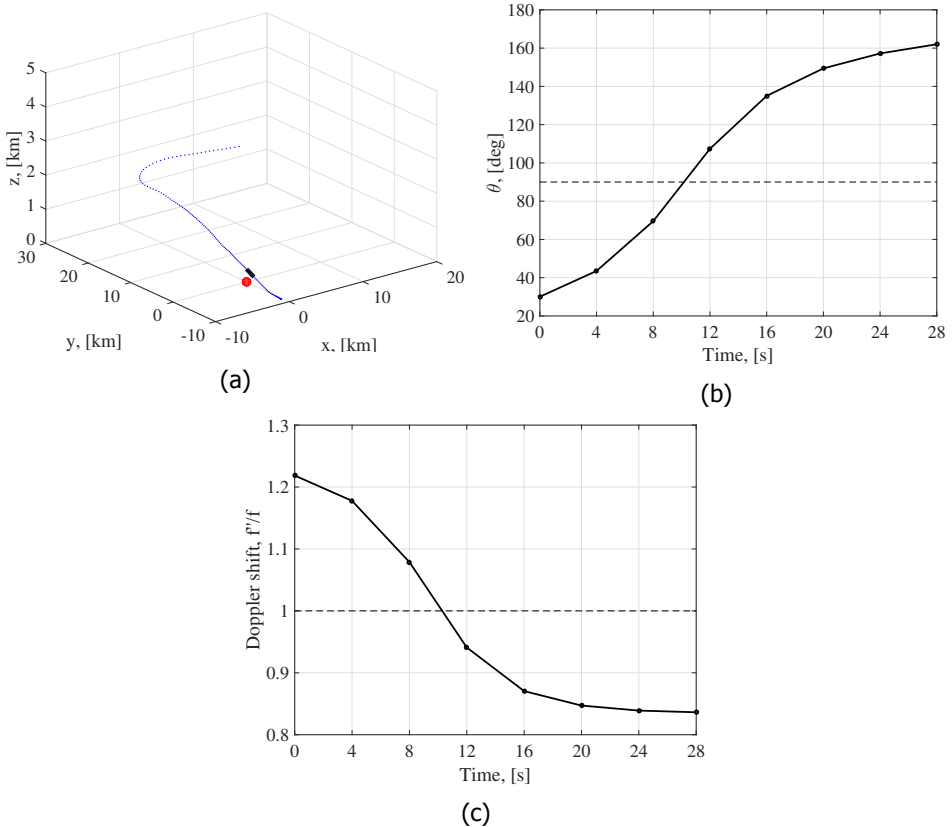 5
4
3
2
1
0
z, [km]
30
20
10
0
-10
y, [km]
-10
0
10
20
x, [km]
(a)
180
160
140
120
100
80
60
40
20
θ, [deg]
0 4 8 12 16 20 24 28
Time, [s]
(b)
1.3
1.2
1.1
1
0.9
0.8
Doppler shift, f''/f
0 4 8 12 16 20 24 28
Time, [s]
(c)